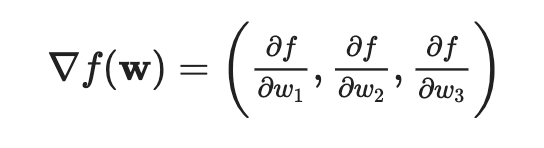 ∇f(𝐰) = (∂f/∂w₁, ∂f/∂w₂, ∂f/∂w₃)